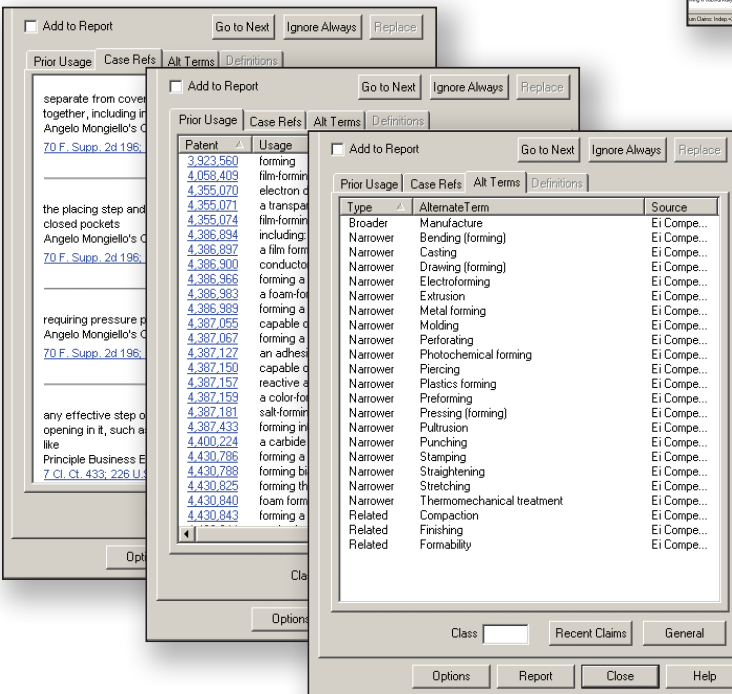 Add to Report Go to Next Ignore Always Replace
Prior Usage Case Refs Alt Terms Definitions
separate from cover
together, including in
Angelo Mongiello's C
70 F. Supp. 2d 196;
the placing step and
closed pockets
Angelo Mongiello's C
70 F. Supp. 2d 196;
requiring pressure p
Angelo Mongiello's C
70 F. Supp. 2d 196;
any effective step o
opening in it, such a
like
Principle Business E
7 Cl. Ct. 433; 226 U.S
Opti
Add to Report Go to Next Ignore Always Replace
Prior Usage Case Refs Alt Terms Definitions
Patent Usage
3,923,560 forming
4,058,409 film-formin
4,355,070 electron d
4,355,071 a transpar
4,355,074 film-formin
4,386,894 including:
4,386,897 a film form
4,386,900 conducto
4,386,966 forming a
4,386,983 a foam-for
4,386,989 forming a
4,387,055 capable o
4,387,067 forming a
4,387,127 an adhesi
4,387,150 capable o
4,387,157 reactive a
4,387,159 a color-for
4,387,181 salt-formin
4,387,433 forming in
4,400,224 a carbide
4,430,786 forming a
4,430,788 forming bi
4,430,825 forming th
4,430,840 foam form
4,430,843 forming a
Cla
Options
Add to Report Go to Next Ignore Always Replace
Prior Usage Case Refs Alt Terms Definitions
Type AlternateTerm Source
Broader Manufacture Ei Compe...
Narrower Bending (forming) Ei Compe...
Narrower Casting Ei Compe...
Narrower Drawing (forming) Ei Compe...
Narrower Electroforming Ei Compe...
Narrower Extrusion Ei Compe...
Narrower Metal forming Ei Compe...
Narrower Molding Ei Compe...
Narrower Perforating Ei Compe...
Narrower Photochemical forming Ei Compe...
Narrower Piercing Ei Compe...
Narrower Plastics forming Ei Compe...
Narrower Preforming Ei Compe...
Narrower Pressing (forming) Ei Compe...
Narrower Pultrusion Ei Compe...
Narrower Punching Ei Compe...
Narrower Stamping Ei Compe...
Narrower Straightening Ei Compe...
Narrower Stretching Ei Compe...
Narrower Thermomechanical treatment Ei Compe...
Related Compaction Ei Compe...
Related Finishing Ei Compe...
Related Formability Ei Compe...
Class Recent Claims General
Options Report Close Help